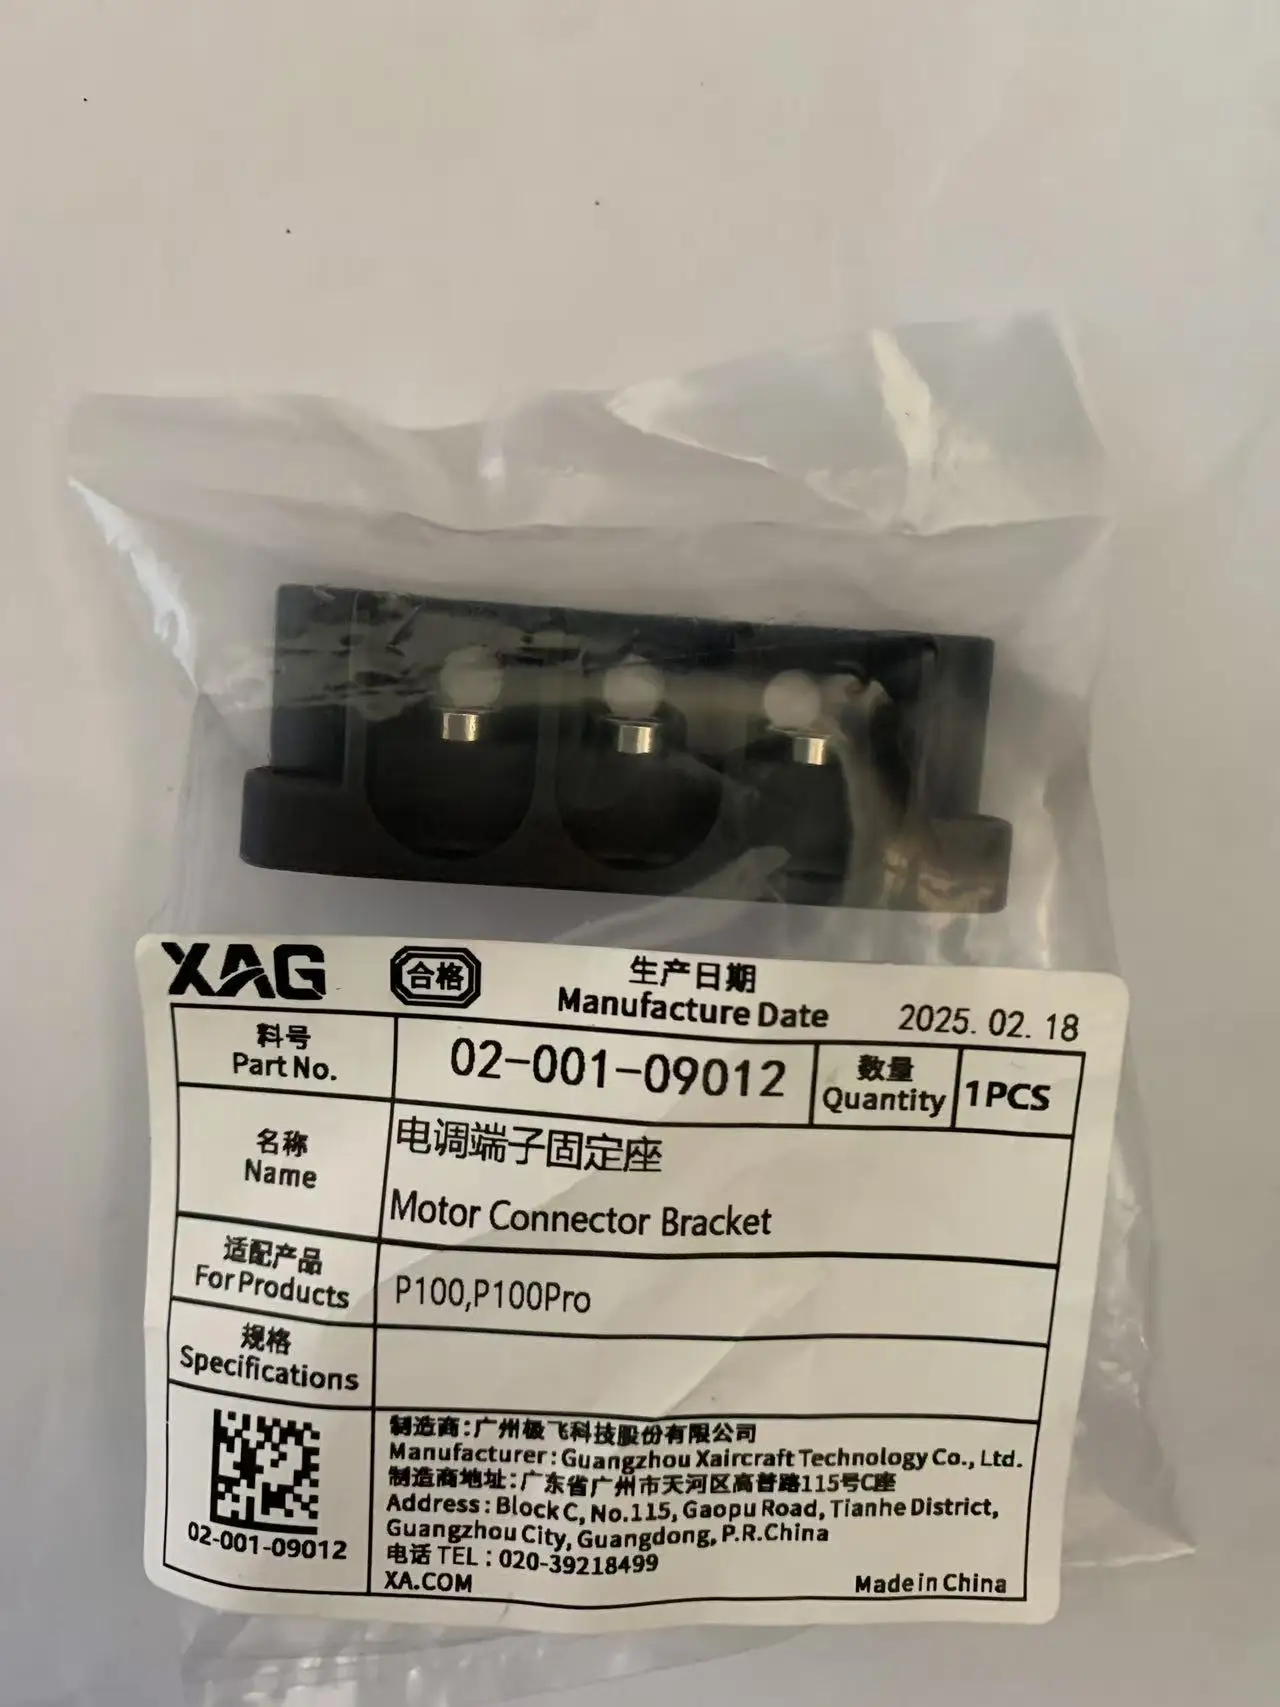 XAG
合格
生产日期
Manufacture Date
2025.02.18
料号
Part No.
02-001-09012
数量
Quantity
1PCS
名称
Name
电调端子固定座
Motor Connector Bracket
适配产品
For Products
P100,P100Pro
规格
Specifications
02-001-09012
制造商:广州极飞科技股份有限公司
Manufacturer: Guangzhou Xaircraft Technology Co., Ltd.
制造商地址:广东省广州市天河区高普路115号C座
Address: Block C, No.115, Gaopu Road, Tianhe District,
Guangzhou City, Guangdong, P.R.China
电话 TEL : 020-39218499
XA.COM
Made in China